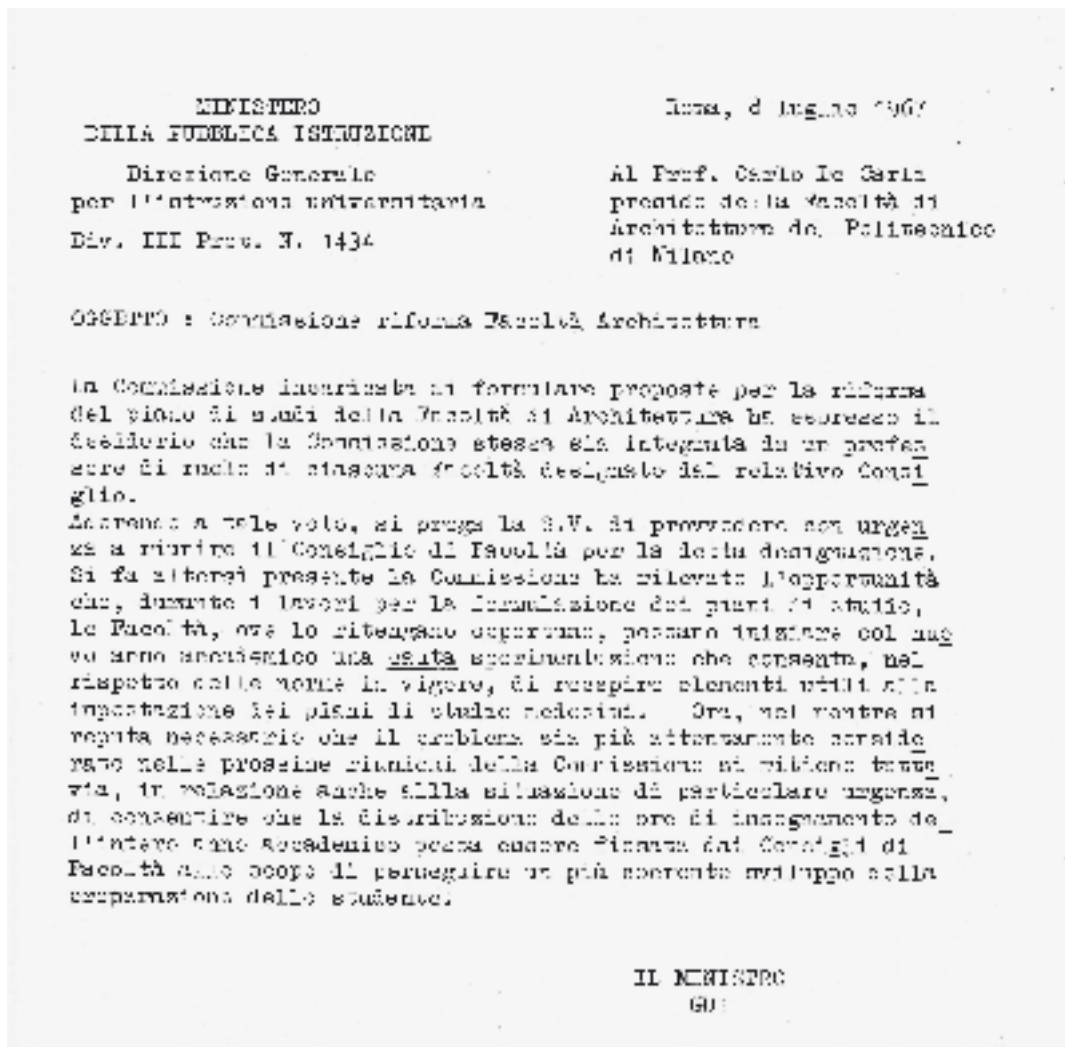 MINISTERO
DELLA PUBBLICA ISTRUZIONE
Direzione Generale
per l'istruzione universitaria
Div. III Prot. N. 1434
Roma, 8 luglio 1967
Al Prof. Carlo De Carli
preside della Facoltà di
Architettura del Politecnico
di Milano
OGGETTO : Commissione riforma Facoltà Architettura
La Commissione incaricata di formulare proposte per la riforma
del piano di studi della Facoltà di Architettura ha espresso il
desiderio che la Commissione stessa sia integrata da un profes
sore di ruolo di ciascuna Facoltà designato dal relativo Consi
glio.
Aderendo a tale voto, si prega la S.V. di provvedere con urgen
za a riunire il Consiglio di Facoltà per la detta designazione.
Si fa altersì presente la Commissione ha rilevato l'opportunità
che, durante i lavori per la formulazione dei piani di studio,
le Facoltà, ove lo ritengano opportuno, possano iniziare col nuo
vo anno accademico una cauta sperimentazione che consenta, nel
rispetto delle norme in vigore, di recepire elementi utili alla
impostazione dei piani di studio medesimi. Ora, nel mentre si
reputa necessario che il problema sia più attentamente conside
rato nelle prossime riunioni della Commissione si ritiene tutta
via, in relazione anche allla situazione di particolare urgenza,
di consentire che la distribuzione delle ore di insegnamento de
l'intero anno accademico possa essere fissata dai Consigli di
Facoltà allo scopo di perseguire un più coerente sviluppo della
preparazione dello studente.
IL MINISTRO